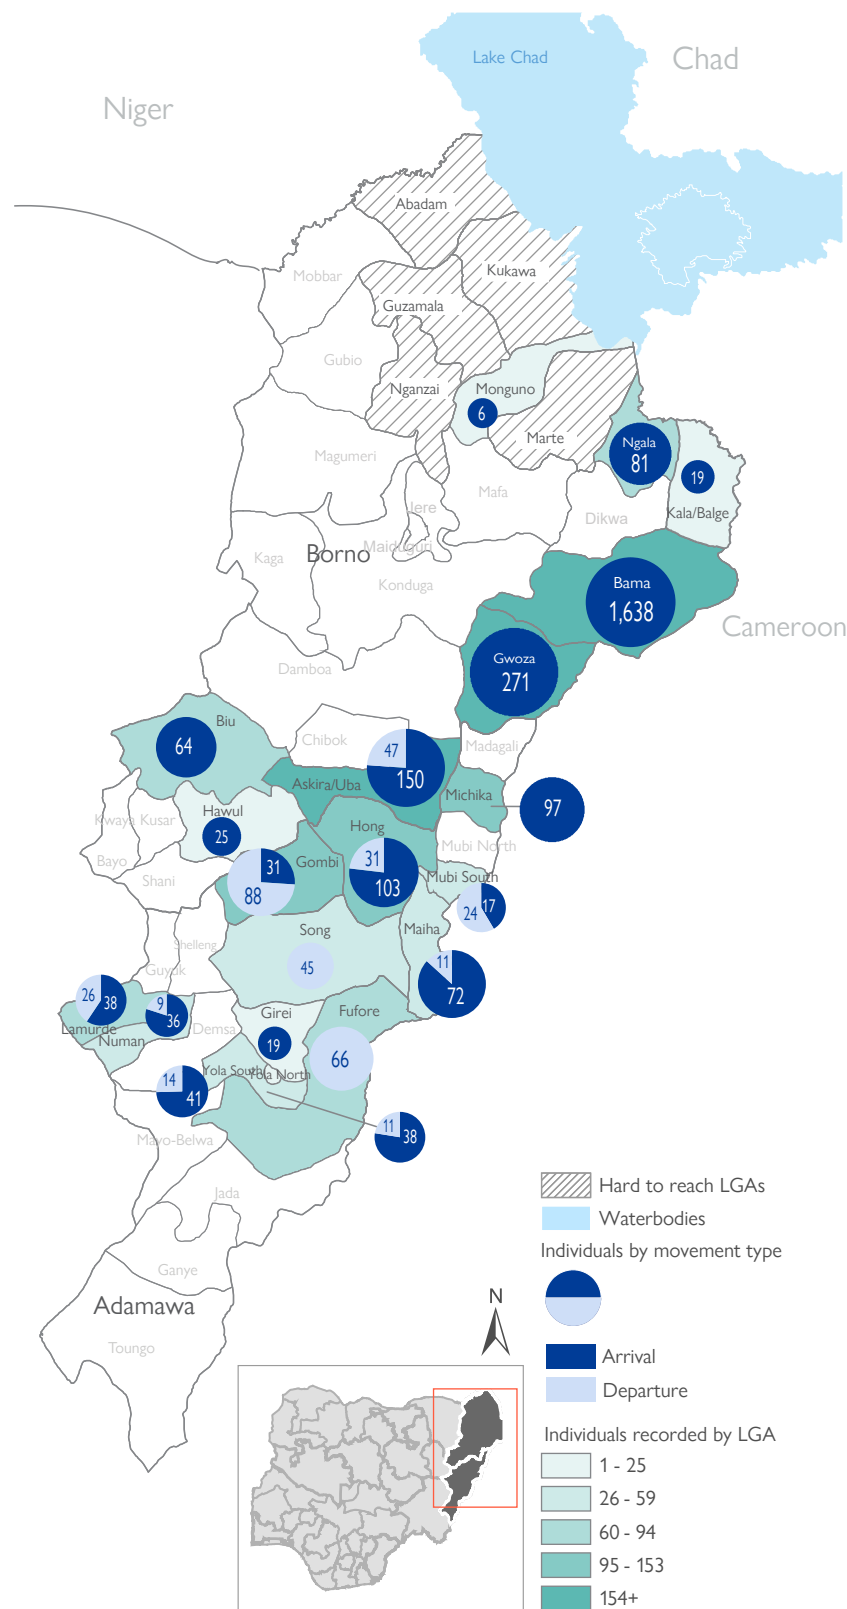 Lake Chad
Chad
Niger
Abadam
Kukawa
Mobbar
Guzamala
Gubio
Nganzai
Monguno
6
Marte
Ngala
81
19
Magumeri
Mafa
Jere
Kala/Balge
Dikwa
Borno
Maiduguri
Kaga
Konduga
Bama
1,638
Cameroon
Gwoza
271
Damboa
Biu
64
Chibok
47
150
Madagali
Askira/Uba
Michika
97
Hawul
25
Kwaya Kusar
Hong
31
103
Mubi North
Bayo
Gombi
31
88
Shani
Mubi South
24
17
Song
45
Maiha
11
72
Shelleng
Guyuk
26
38
9
36
Lamurde
Numan
Demsa
Girei
19
Fufore
66
Yola South
Yola North
14
41
11
38
Mayo-Belwa
Jada
Ganye
Adamawa
Toungo
N
Hard to reach LGAs
Waterbodies
Individuals by movement type
Arrival
Departure
Individuals recorded by LGA
1 - 25
26 - 59
60 - 94
95 - 153
154+